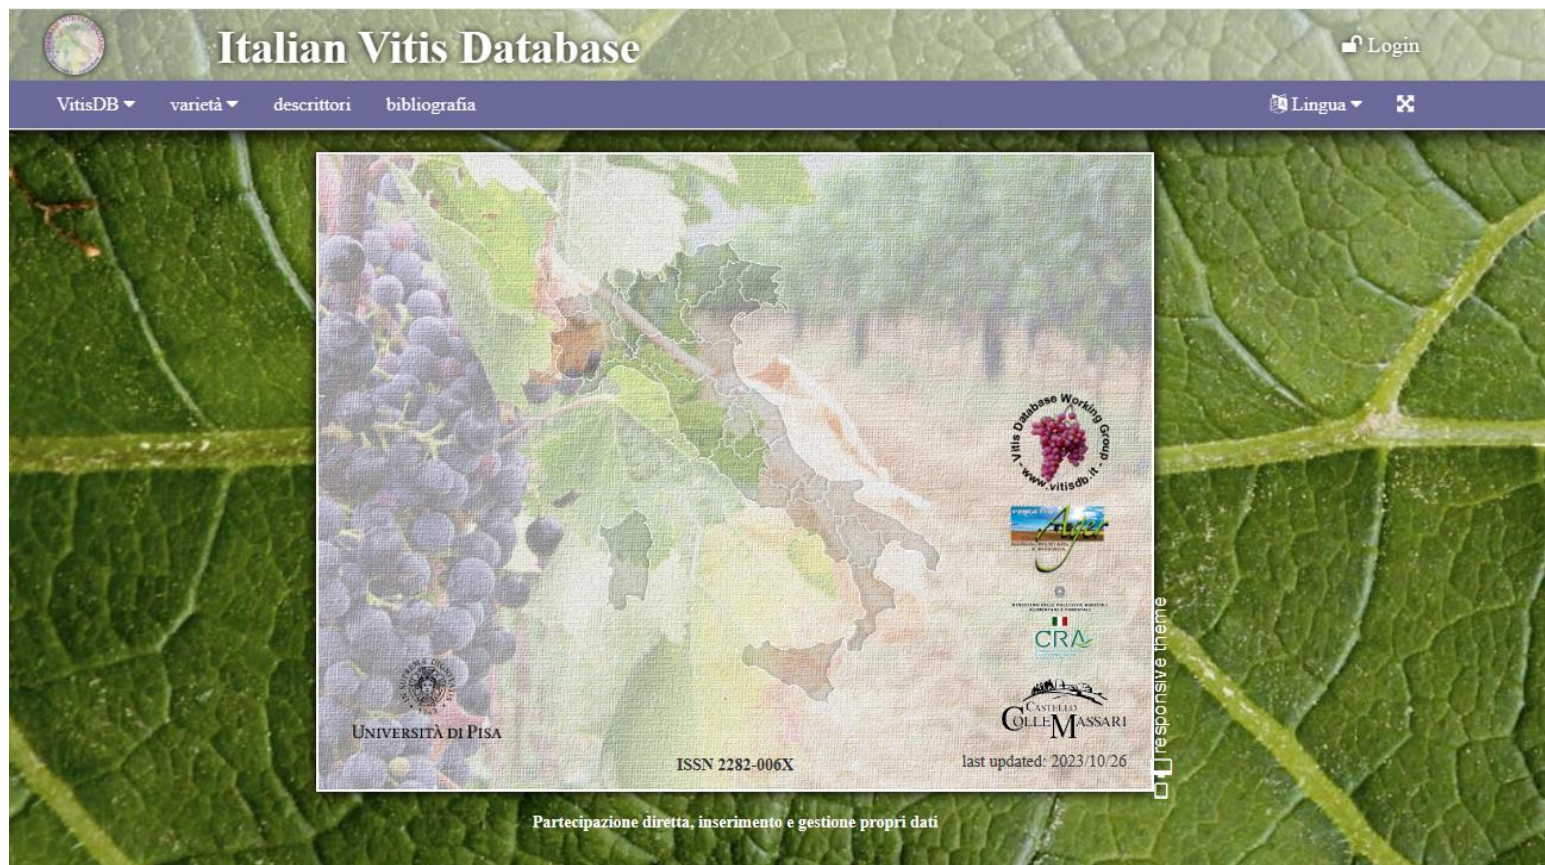 Italian Vitis Database
Login
VitisDB
varietà
descrittori
bibliografia
Lingua
Vitis Database Working Group - www.vitisdb.it -
Ager
CRA
CASTELLO
COLLEMASSARI
1343
UNIVERSITÀ DI PISA
ISSN 2282-006X
last updated: 2023/10/26
responsive theme
Partecipazione diretta, inserimento e gestione propri dati